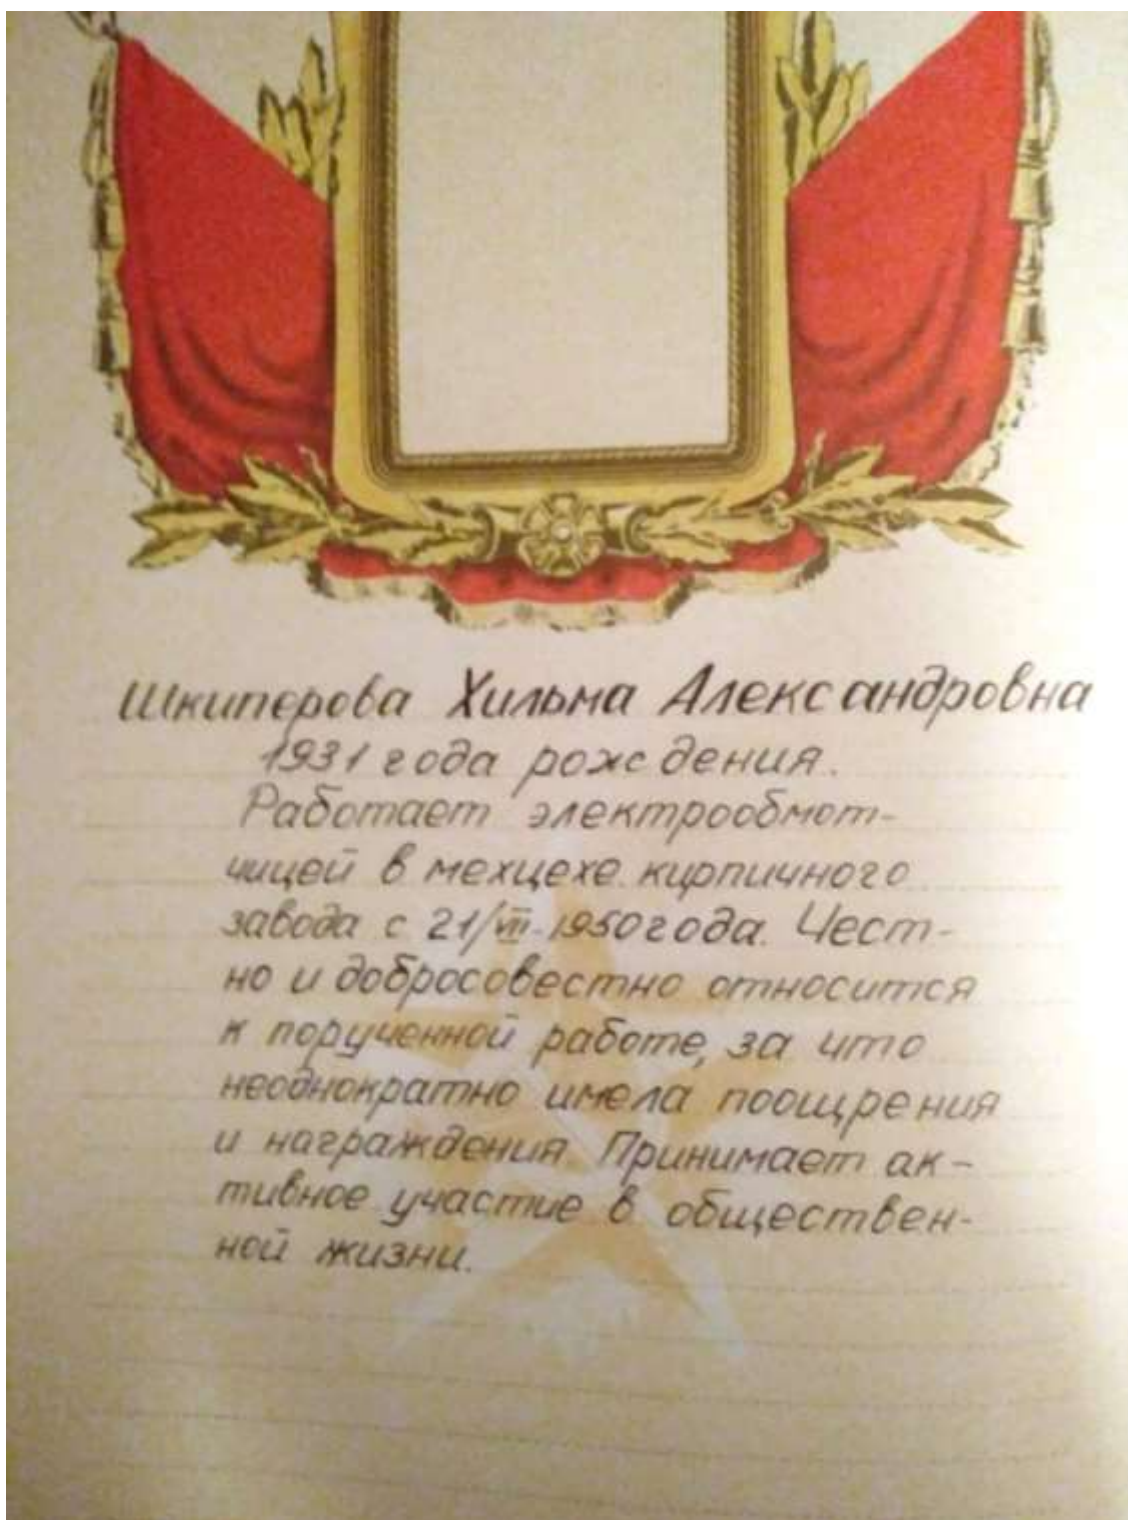 Шкиперова Хильма Александровна
1931 года рождения.
Работает электрообмот-
чицей в мехцехе кирпичного
завода с 21/VIII-1950 года. Чест-
но и добросовестно относится
к порученной работе, за что
неоднократно имела поощрения
и награждения. Принимает ак-
тивное участие в обществен-
ной жизни.